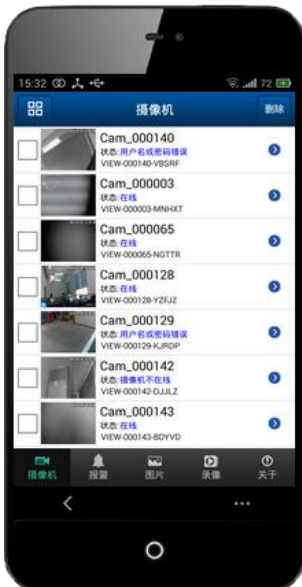 15:32
72
摄像机
删除
Cam_000140
状态:用户名或密码错误
VIEW-000140-VBSRF
Cam_000003
状态:在线
VIEW-000003-MNHXT
Cam_000065
状态:在线
VIEW-000065-NGTTR
Cam_000128
状态:在线
VIEW-000128-YZFJZ
Cam_000129
状态:用户名或密码错误
VIEW-000129-KJRDP
Cam_000142
状态:摄像机不在线
VIEW-000142-DJJLZ
Cam_000143
状态:在线
VIEW-000143-BDYVD
摄像机
报警
图片
录像
关于